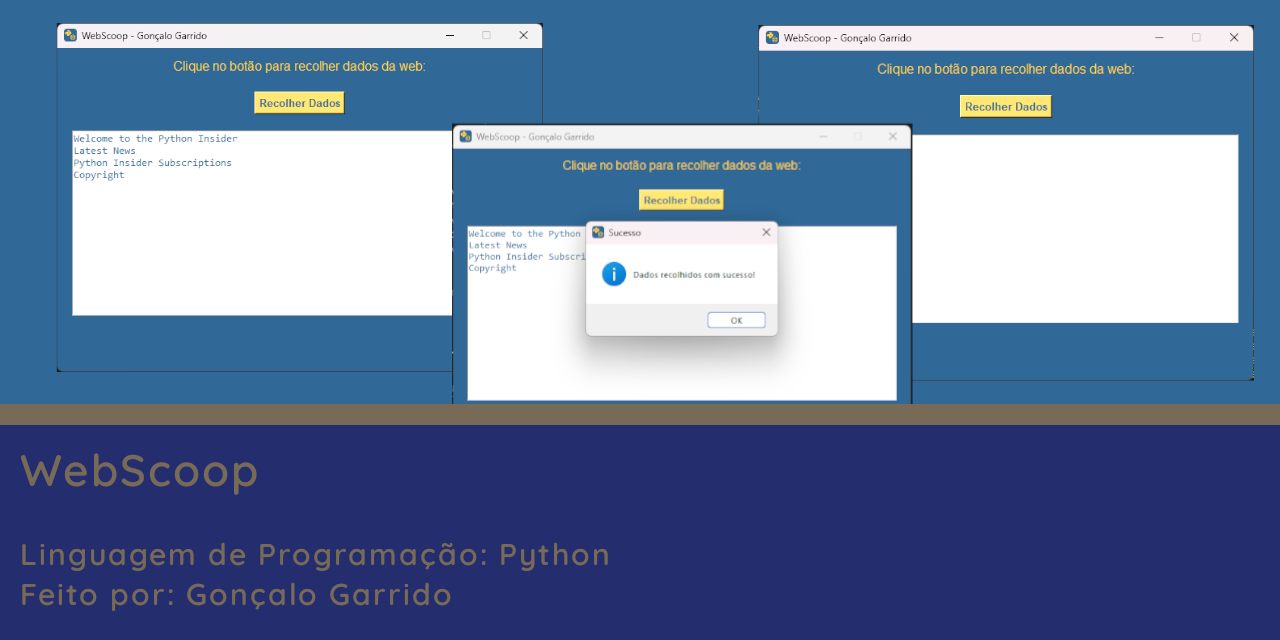 WebScoop - Gonçalo Garrido
Clique no botão para recolher dados da web:
Recolher Dados
Welcome to the Python Insider
Latest News
Python Insider Subscriptions
Copyright
WebScoop - Gonçalo Garrido
Clique no botão para recolher dados da web:
Recolher Dados
Welcome to the Python
Latest News
Python Insider Subscri
Copyright
Sucesso
Dados recolhidos com sucesso!
OK
WebScoop - Gonçalo Garrido
Clique no botão para recolher dados da web:
Recolher Dados
WebScoop
Linguagem de Programação: Python
Feito por: Gonçalo Garrido